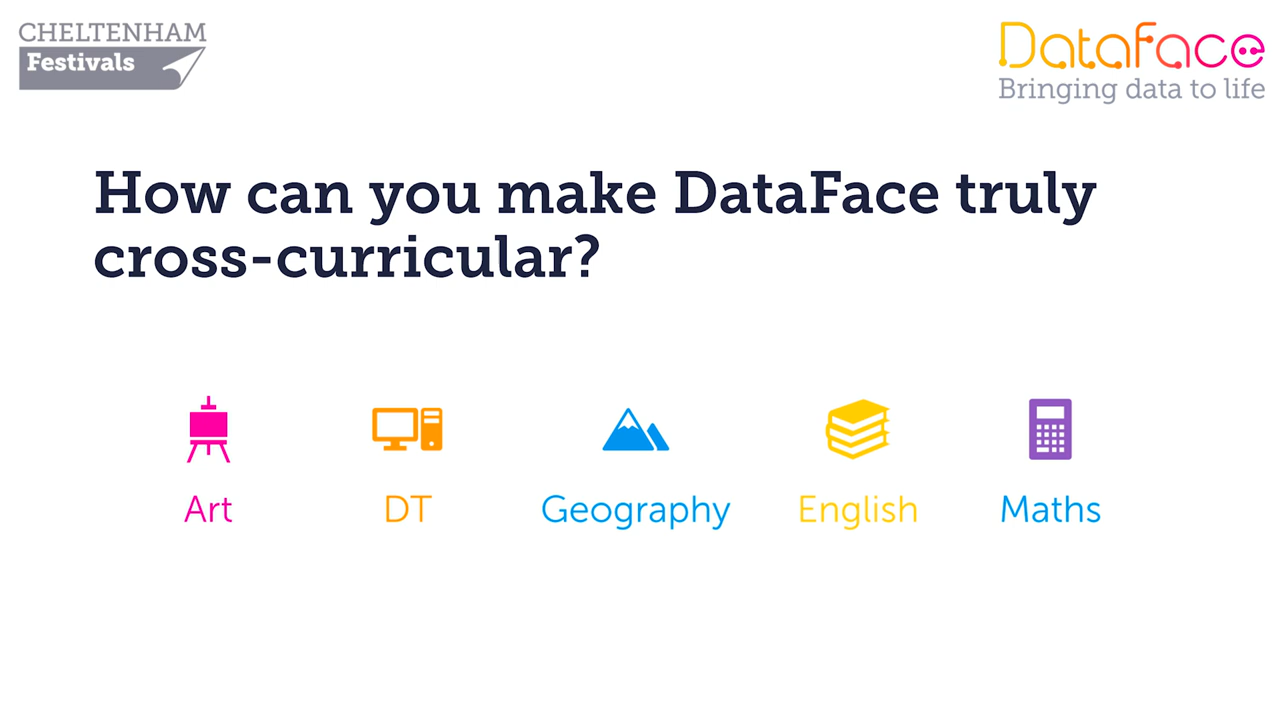 CHELTENHAM
Festivals
DataFace
Bringing data to life
How can you make DataFace truly
cross-curricular?
Art
DT
Geography
English
Maths